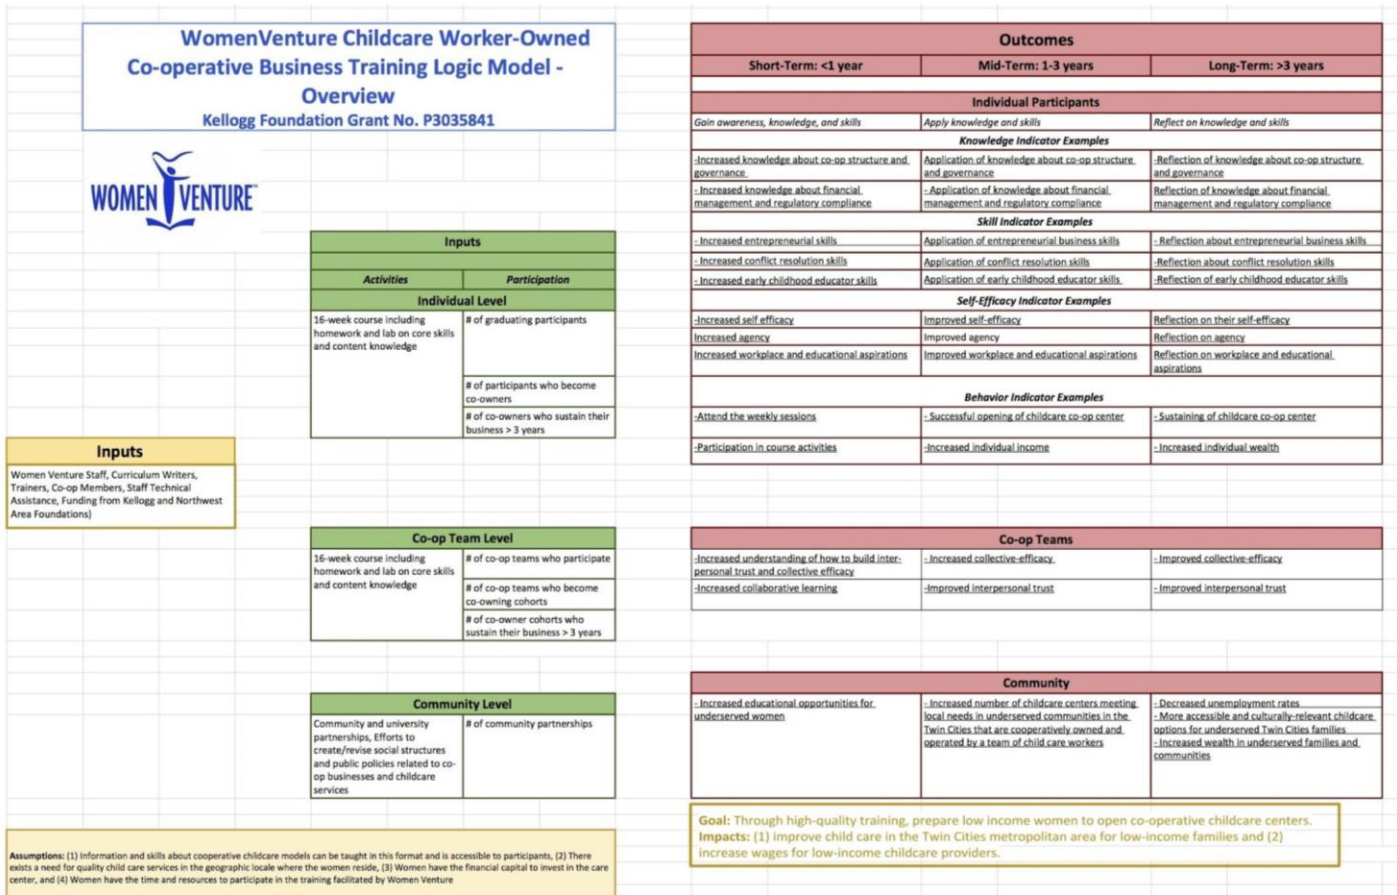 WomenVenture Childcare Worker-Owned
Co-operative Business Training Logic Model -
Overview
Kellogg Foundation Grant No. P3035841
WOMEN VENTURE™
Inputs
Women Venture Staff, Curriculum Writers,
Trainers, Co-op Members, Staff Technical
Assistance, Funding from Kellogg and Northwest
Area Foundations)
Inputs
Activities Participation
Individual Level
16-week course including
homework and lab on core skills
and content knowledge
# of graduating participants
# of participants who become
co-owners
# of co-owners who sustain their
business > 3 years
Co-op Team Level
16-week course including
homework and lab on core skills
and content knowledge
# of co-op teams who participate
# of co-op teams who become
co-owning cohorts
# of co-owner cohorts who
sustain their business > 3 years
Community Level
Community and university
partnerships, Efforts to
create/revise social structures
and public policies related to co-
op businesses and childcare
services
# of community partnerships
Outcomes
Short-Term: <1 year Mid-Term: 1-3 years Long-Term: >3 years
Individual Participants
Gain awareness, knowledge, and skills
Apply knowledge and skills
Reflect on knowledge and skills
Knowledge Indicator Examples
-Increased knowledge about co-op structure and
governance
Application of knowledge about co-op structure
and governance
-Reflection of knowledge about co-op structure
and governance
- Increased knowledge about financial
management and regulatory compliance
- Application of knowledge about financial
management and regulatory compliance
Reflection of knowledge about financial
management and regulatory compliance
Skill Indicator Examples
- Increased entrepreneurial skills
Application of entrepreneurial business skills
- Reflection about entrepreneurial business skills
- Increased conflict resolution skills
Application of conflict resolution skills
-Reflection about conflict resolution skills
- Increased early childhood educator skills
Application of early childhood educator skills
-Reflection of early childhood educator skills
Self-Efficacy Indicator Examples
-Increased self efficacy
Improved self-efficacy
Reflection on their self-efficacy
Increased agency
Improved agency
Reflection on agency
Increased workplace and educational aspirations
Improved workplace and educational aspirations
Reflection on workplace and educational
aspirations
Behavior Indicator Examples
-Attend the weekly sessions
- Successful opening of childcare co-op center
- Sustaining of childcare co-op center
-Participation in course activities
-Increased individual income
- Increased individual wealth
Co-op Teams
-Increased understanding of how to build inter-
personal trust and collective efficacy
- Increased collective-efficacy
- Improved collective-efficacy
-Increased collaborative learning
-Improved interpersonal trust
- Improved interpersonal trust
Community
- Increased educational opportunities for
underserved women
- Increased number of childcare centers meeting
local needs in underserved communities in the
Twin Cities that are cooperatively owned and
operated by a team of child care workers
- Decreased unemployment rates
- More accessible and culturally-relevant childcare
options for underserved Twin Cities families
- Increased wealth in underserved families and
communities
Goal: Through high-quality training, prepare low income women to open co-operative childcare centers.
Impacts: (1) improve child care in the Twin Cities metropolitan area for low-income families and (2)
increase wages for low-income childcare providers.
Assumptions: (1) Information and skills about cooperative childcare models can be taught in this format and is accessible to participants, (2) There
exists a need for quality child care services in the geographic locale where the women reside, (3) Women have the financial capital to invest in the care
center, and (4) Women have the time and resources to participate in the training facilitated by Women Venture